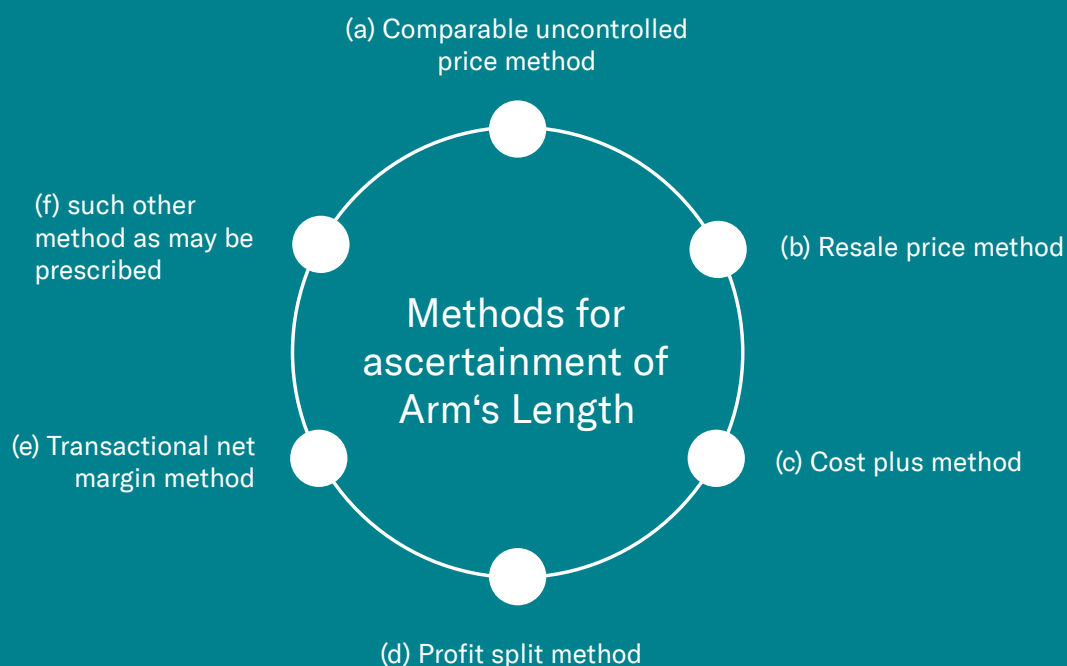 (a) Comparable uncontrolled
price method
(b) Resale price method
(c) Cost plus method
(d) Profit split method
(e) Transactional net
margin method
(f) such other
method as may be
prescribed
Methods for
ascertainment of
Arm‘s Length